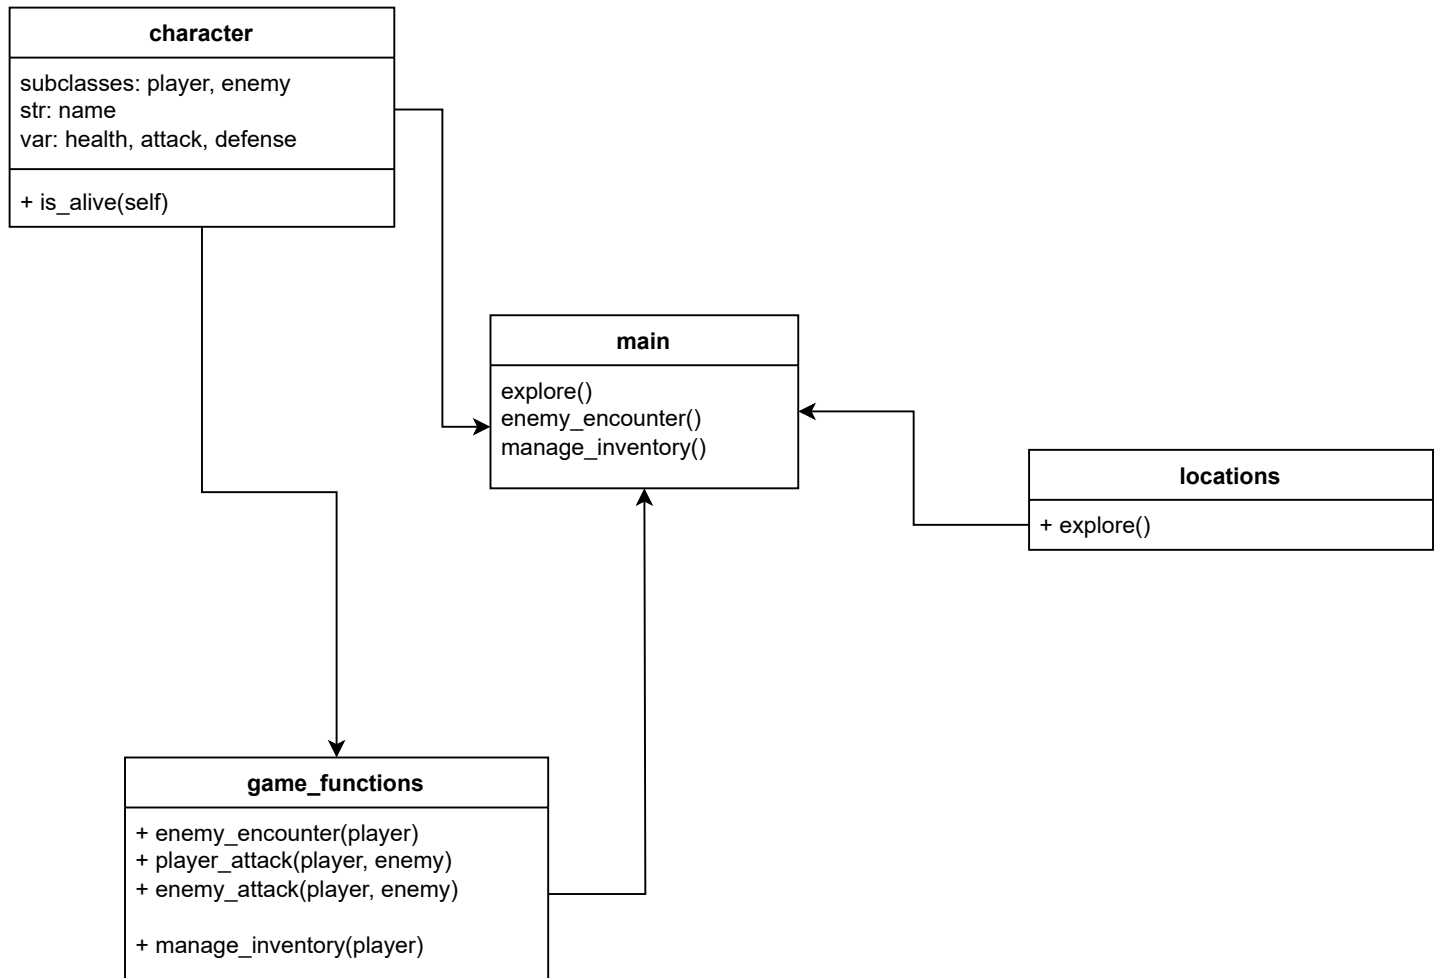 character
subclasses: player, enemy
str: name
var: health, attack, defense
+ is_alive(self)
main
explore()
enemy_encounter()
manage_inventory()
locations
+ explore()
game_functions
+ enemy_encounter(player)
+ player_attack(player, enemy)
+ enemy_attack(player, enemy)
+ manage_inventory(player)